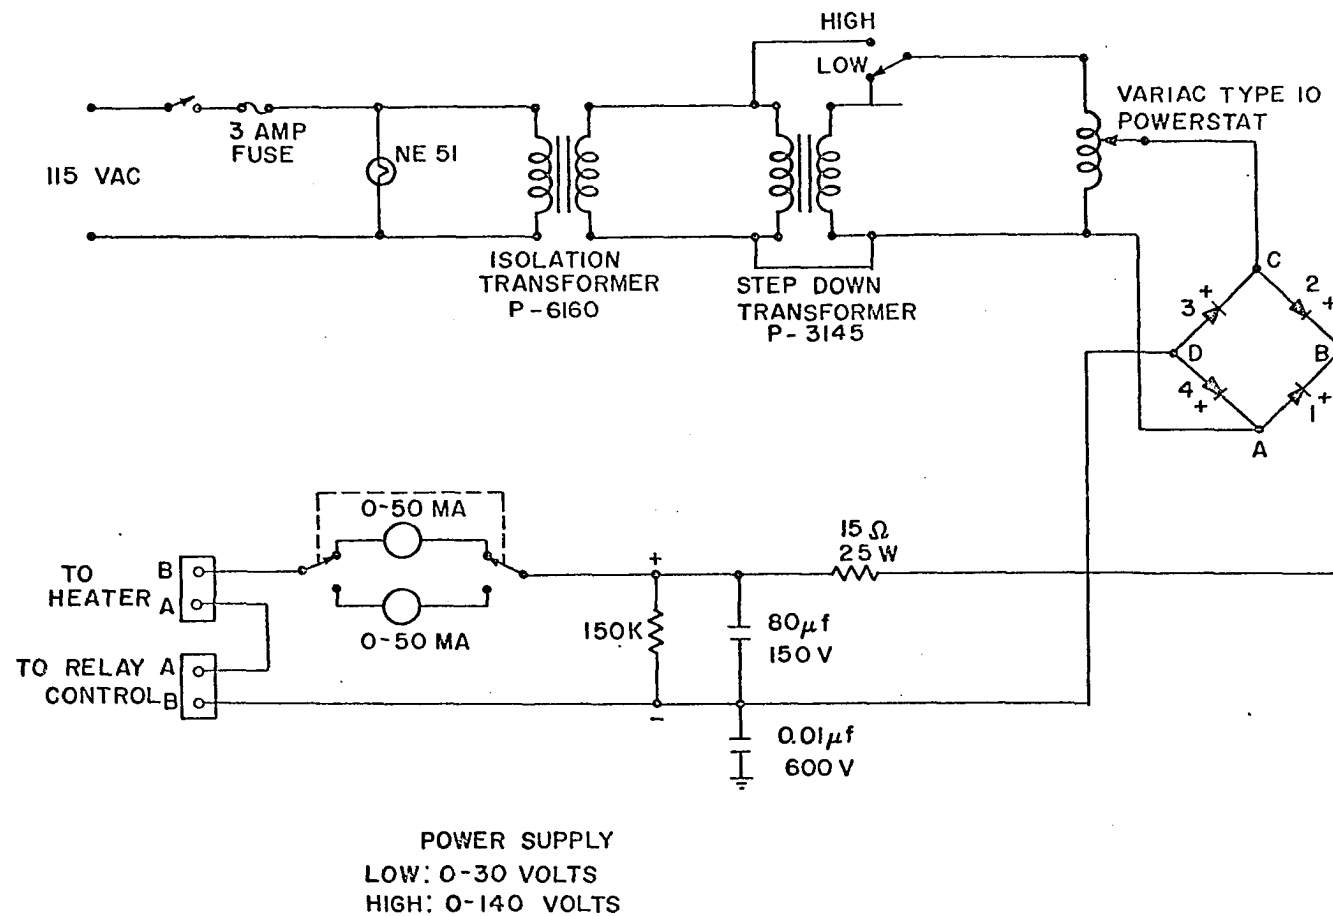 HIGH
LOW
VARIAC TYPE 10
POWERSTAT
3 AMP
FUSE
NE 51
115 VAC
ISOLATION
TRANSFORMER
P-6160
STEP DOWN
TRANSFORMER
P-3145
C
3 +
2 +
D
B
4 +
1 +
A
0-50 MA
15 Ω
25 W
TO
HEATER
B
A
+
150K
80μf
150 V
0-50 MA
TO RELAY
CONTROL
A
B
-
0.01μf
600 V
POWER SUPPLY
LOW: 0-30 VOLTS
HIGH: 0-140 VOLTS